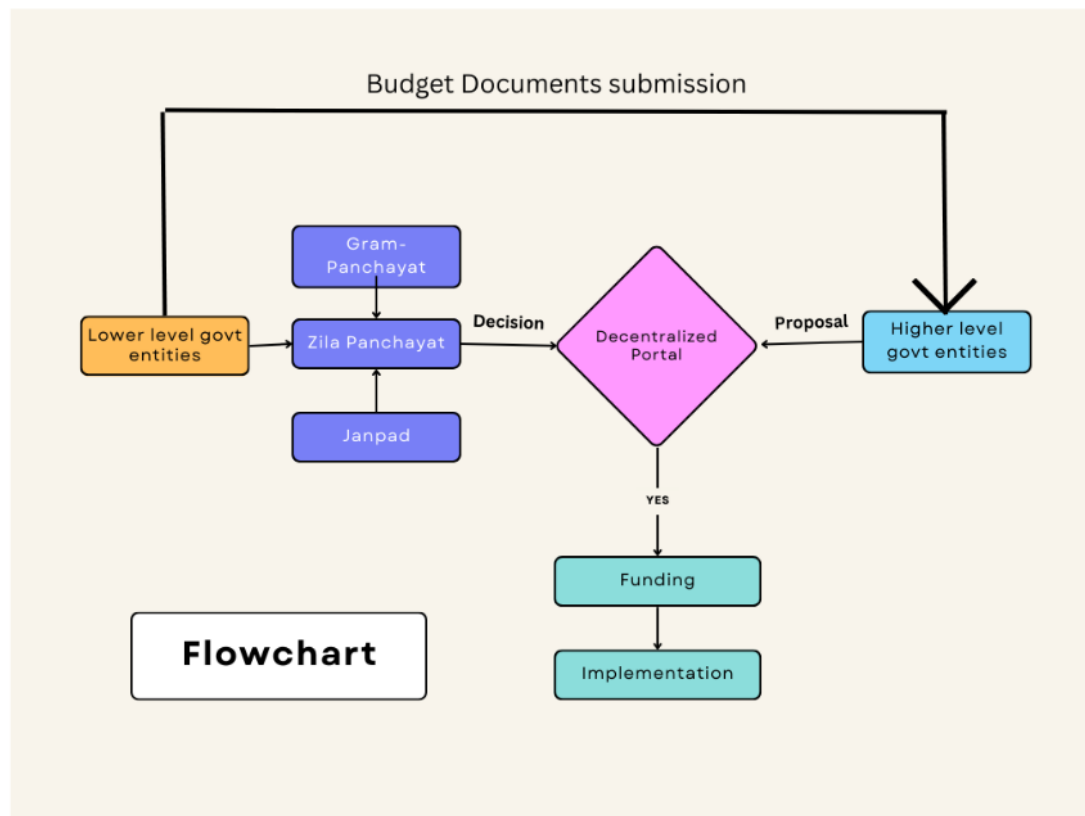 Budget Documents submission
Gram-
Panchayat
Lower level govt
entities
Zila Panchayat
Decision
Decentralized
Portal
Proposal
Higher level
govt entities
Janpad
YES
Funding
Flowchart
Implementation